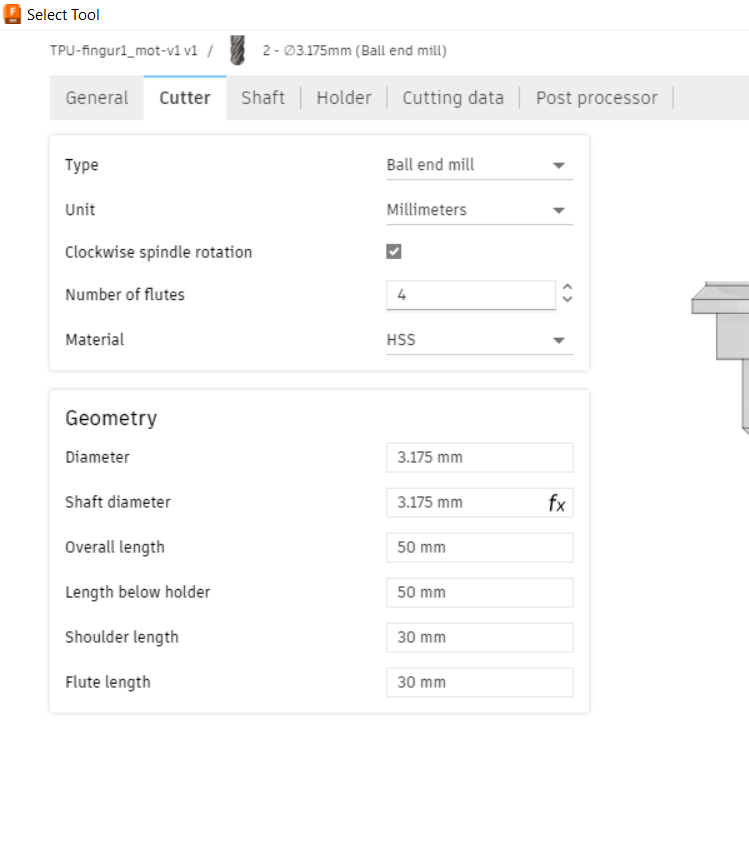 Select Tool
TPU-fingur1_mot-v1 v1 / 2 - ∅3.175mm (Ball end mill)
General Cutter Shaft Holder Cutting data Post processor
Type Ball end mill
Unit Millimeters
Clockwise spindle rotation
Number of flutes 4
Material HSS
Geometry
Diameter 3.175 mm
Shaft diameter 3.175 mm fx
Overall length 50 mm
Length below holder 50 mm
Shoulder length 30 mm
Flute length 30 mm